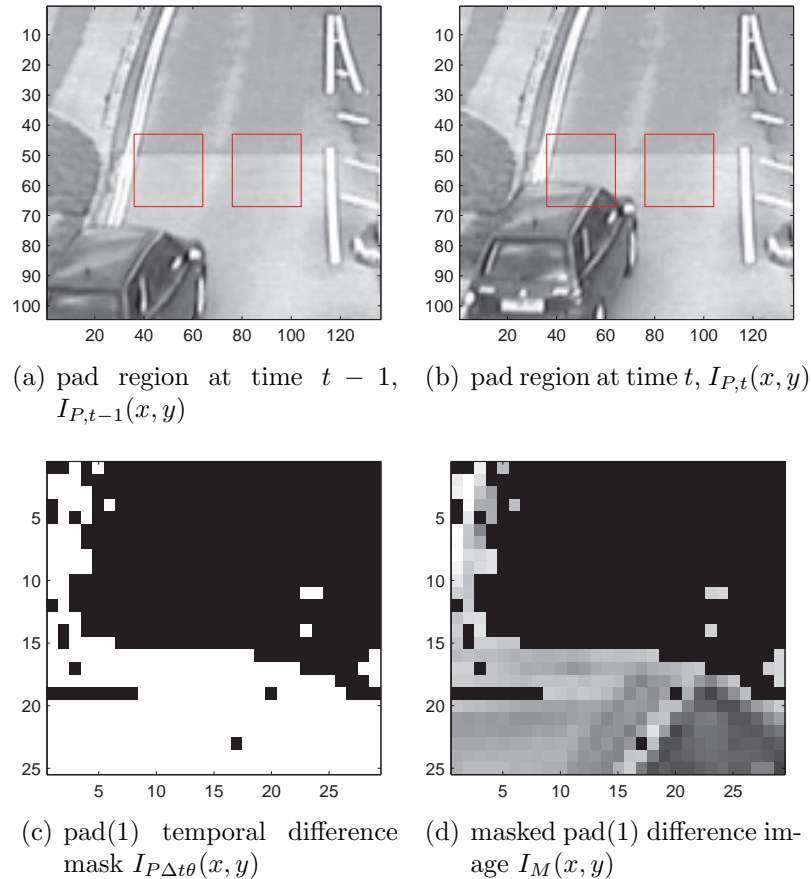 10
20
30
40
50
60
70
80
90
100
20 40 60 80 100 120
10
20
30
40
50
60
70
80
90
100
20 40 60 80 100 120
(a) pad region at time t − 1,
I_{P,t−1}(x, y)
(b) pad region at time t, I_{P,t}(x, y)
5
10
15
20
25
5 10 15 20 25
5
10
15
20
25
5 10 15 20 25
(c) pad(1) temporal difference
mask I_{PΔtθ}(x, y)
(d) masked pad(1) difference im-
age I_M(x, y)